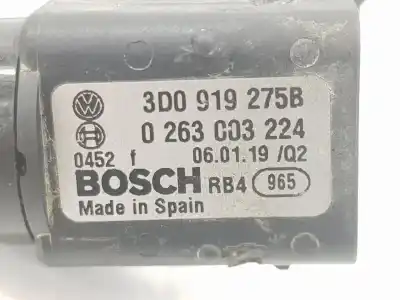 3D0 919 275B
0 263 003 224
0452 f 06.01.19 /Q2
BOSCH RB4 965
Made in Spain